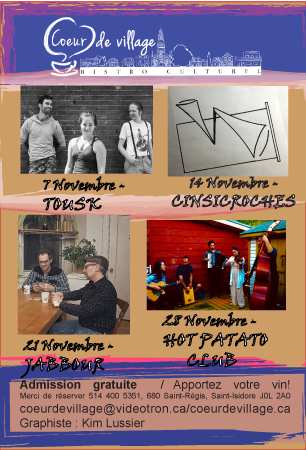 Coeur de village
BISTRO CULTUREL
7 Novembre -
TOUSK
14 Novembre -
CINSICROCHES
21 Novembre -
JABBOUR
28 Novembre -
HOT PATATO
CLUB
Admission gratuite / Apportez votre vin!
Merci de réserver 514 400 5351, 680 Saint-Régis, Saint-Isidore J0L 2A0
coeurdevillage@videotron.ca/coeurdevillage.ca
Graphiste : Kim Lussier